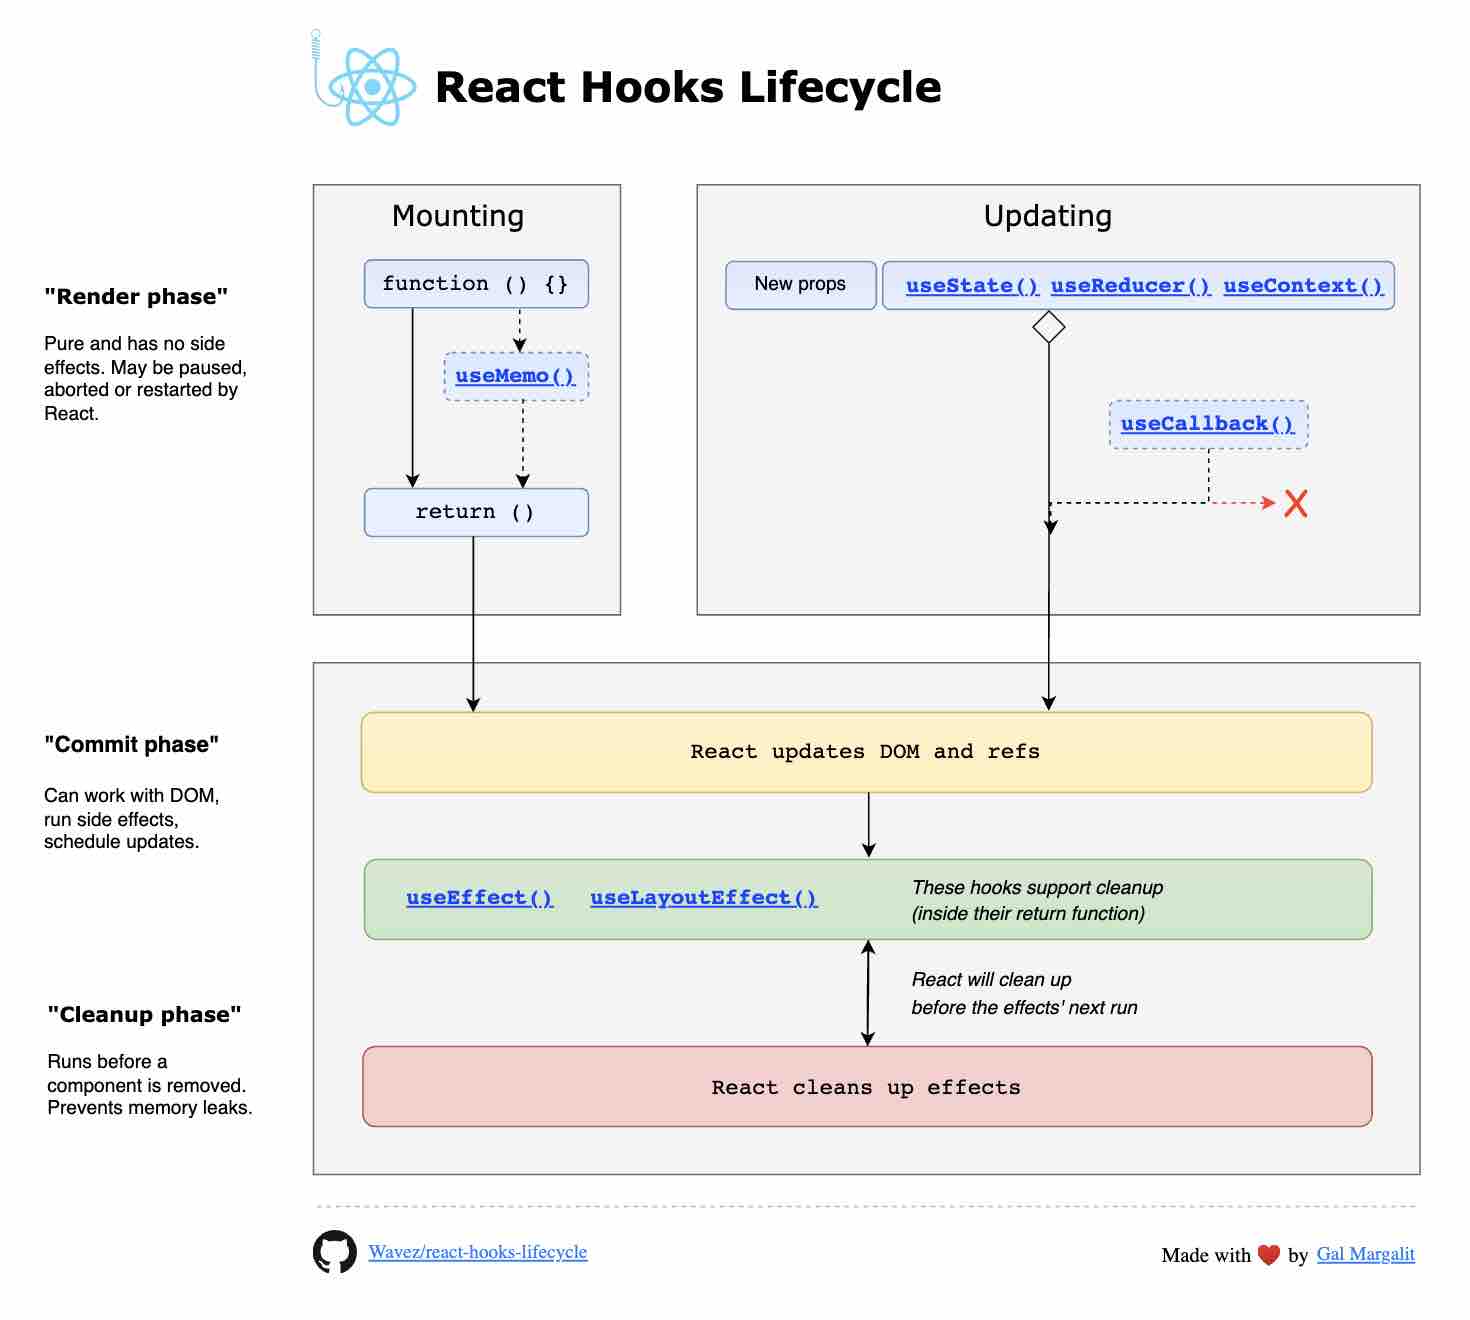 React Hooks Lifecycle
Mounting
function () {}
useMemo()
return ()
Updating
New props
useState() useReducer() useContext()
useCallback()
X
"Render phase"
Pure and has no side
effects. May be paused,
aborted or restarted by
React.
"Commit phase"
Can work with DOM,
run side effects,
schedule updates.
React updates DOM and refs
useEffect() useLayoutEffect()
These hooks support cleanup
(inside their return function)
React will clean up
before the effects' next run
"Cleanup phase"
Runs before a
component is removed.
Prevents memory leaks.
React cleans up effects
Wavez/react-hooks-lifecycle
Made with ❤️ by Gal Margalit